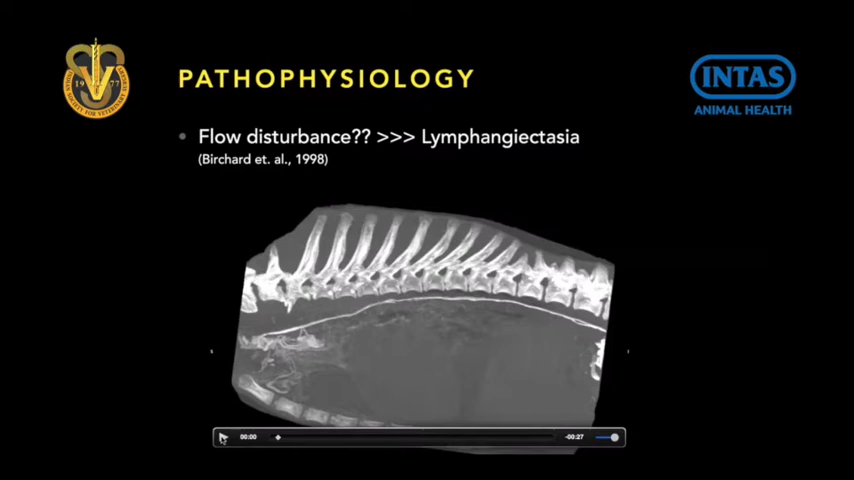 PATHOPHYSIOLOGY
INTAS
ANIMAL HEALTH
Flow disturbance?? >>> Lymphangiectasia
(Birchard et. al., 1998)
00:00
-00:27